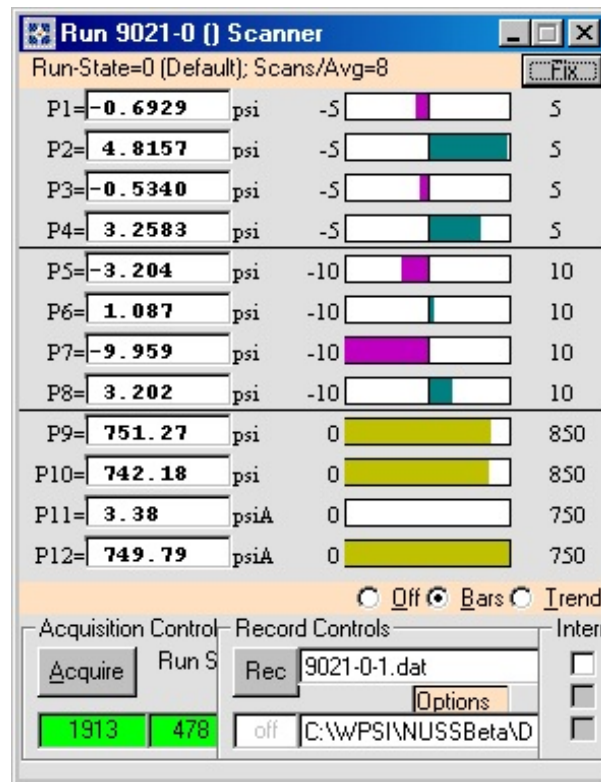 Run 9021-0 () Scanner
Run-State=0 (Default); Scans/Avg=8 Fix
P1= -0.6929 psi -5 5
P2= 4.8157 psi -5 5
P3= -0.5340 psi -5 5
P4= 3.2583 psi -5 5
P5= -3.204 psi -10 10
P6= 1.087 psi -10 10
P7= -9.959 psi -10 10
P8= 3.202 psi -10 10
P9= 751.27 psi 0 850
P10= 742.18 psi 0 850
P11= 3.38 psiA 0 750
P12= 749.79 psiA 0 750
Off Bars Trend
Acquisition Control Record Controls Inter
Acquire Run S Rec 9021-0-1.dat
Options
1913 478 off C:\WPSI\NUSSBeta\D